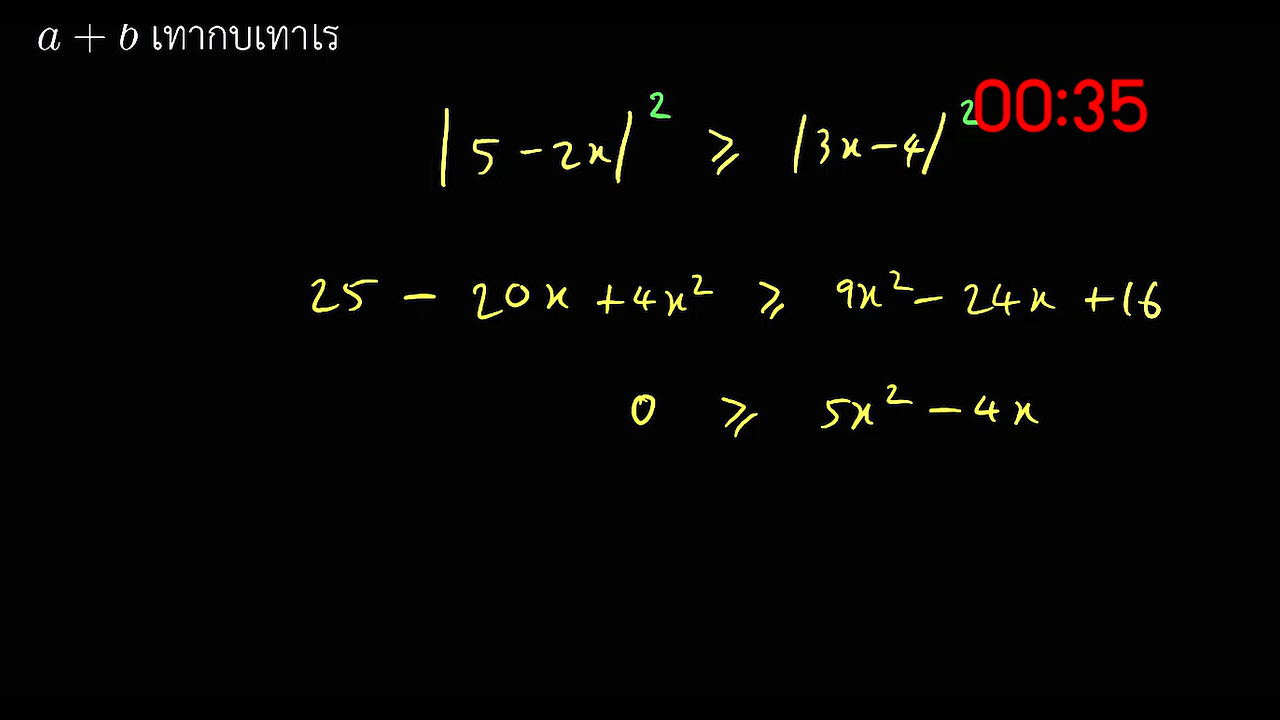 a + b เท่ากับเท่าไร
00:35
|5 - 2x|² ≥ |3x - 4|²
25 - 20x + 4x² ≥ 9x² - 24x + 16
0 ≥ 5x² - 4x